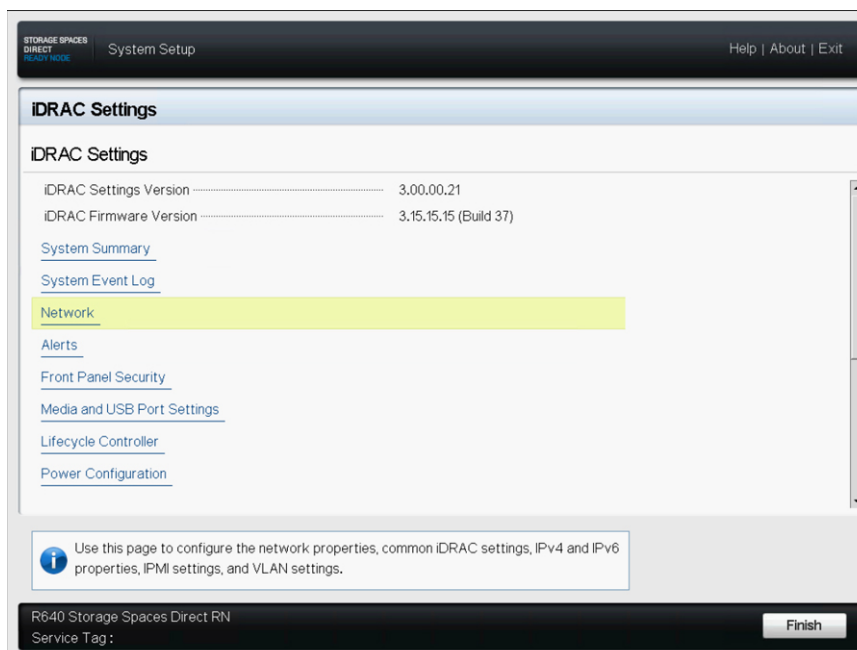 STORAGE SPACES
DIRECT
READY NODE
System Setup
Help | About | Exit
iDRAC Settings
iDRAC Settings
iDRAC Settings Version 3.00.00.21
iDRAC Firmware Version 3.15.15.15 (Build 37)
System Summary
System Event Log
Network
Alerts
Front Panel Security
Media and USB Port Settings
Lifecycle Controller
Power Configuration
Use this page to configure the network properties, common iDRAC settings, IPv4 and IPv6
properties, IPMI settings, and VLAN settings.
R640 Storage Spaces Direct RN
Service Tag :
Finish